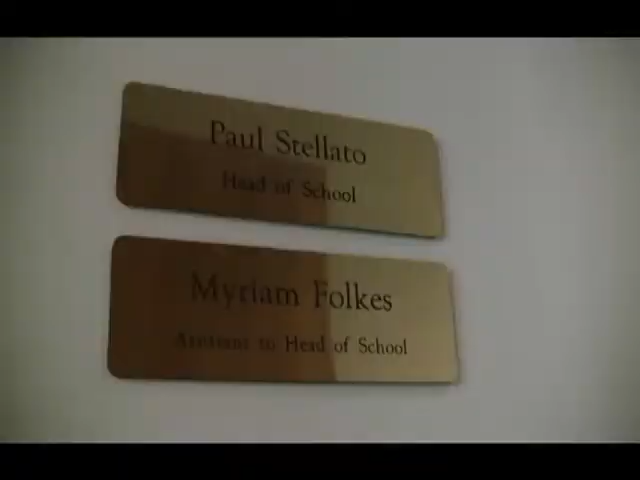 Paul Stellato
Head of School
Myriam Folkes
Assistant to Head of School